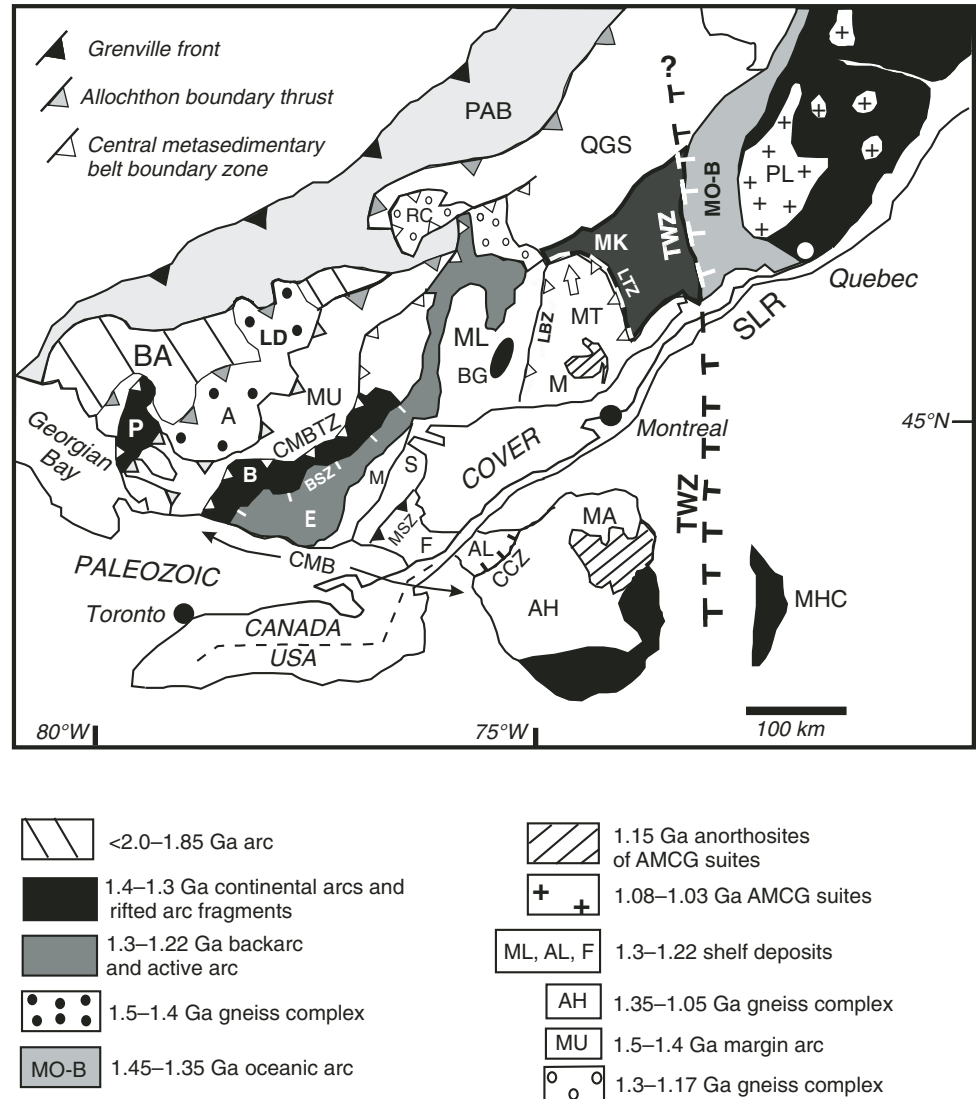 Grenville front
Allochthon boundary thrust
Central metasedimentary
belt boundary zone
PAB
?
QGS
MO-B
PL
RC
MK
TWZ
LTZ
Quebec
SLR
LD
BA
ML
LBZ
MT
BG
M
MU
A
P
CMBTZ
Georgian
Bay
B
BSZ
M
S
COVER
Montreal
45°N
E
MSZ
F
AL
CCZ
MA
TWZ
CMB
PALEOZOIC
AH
MHC
Toronto
CANADA
USA
80°W
75°W
100 km
<2.0–1.85 Ga arc
1.4–1.3 Ga continental arcs and
rifted arc fragments
1.3–1.22 Ga backarc
and active arc
1.5–1.4 Ga gneiss complex
MO-B 1.45–1.35 Ga oceanic arc
1.15 Ga anorthosites
of AMCG suites
1.08–1.03 Ga AMCG suites
ML, AL, F 1.3–1.22 shelf deposits
AH 1.35–1.05 Ga gneiss complex
MU 1.5–1.4 Ga margin arc
1.3–1.17 Ga gneiss complex